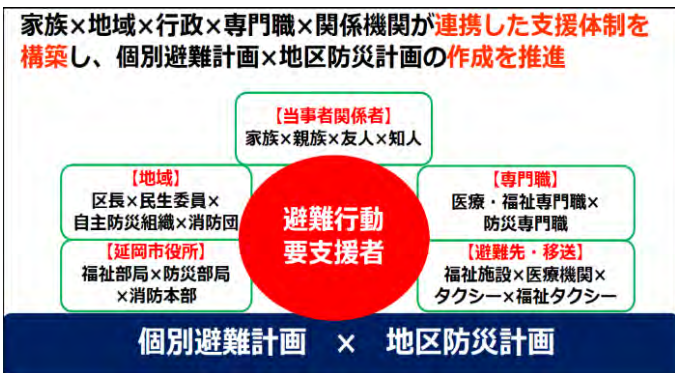 家族×地域×行政×専門職×関係機関が連携した支援体制を
構築し、個別避難計画×地区防災計画の作成を推進
【当事者関係者】
家族×親族×友人×知人
【地域】
区長×民生委員×
自主防災組織×消防団
【専門職】
医療・福祉専門職×
防災専門職
避難行動
要支援者
【延岡市役所】
福祉部局×防災部局
×消防本部
【避難先・移送】
福祉施設×医療機関×
タクシー×福祉タクシー
個別避難計画 × 地区防災計画